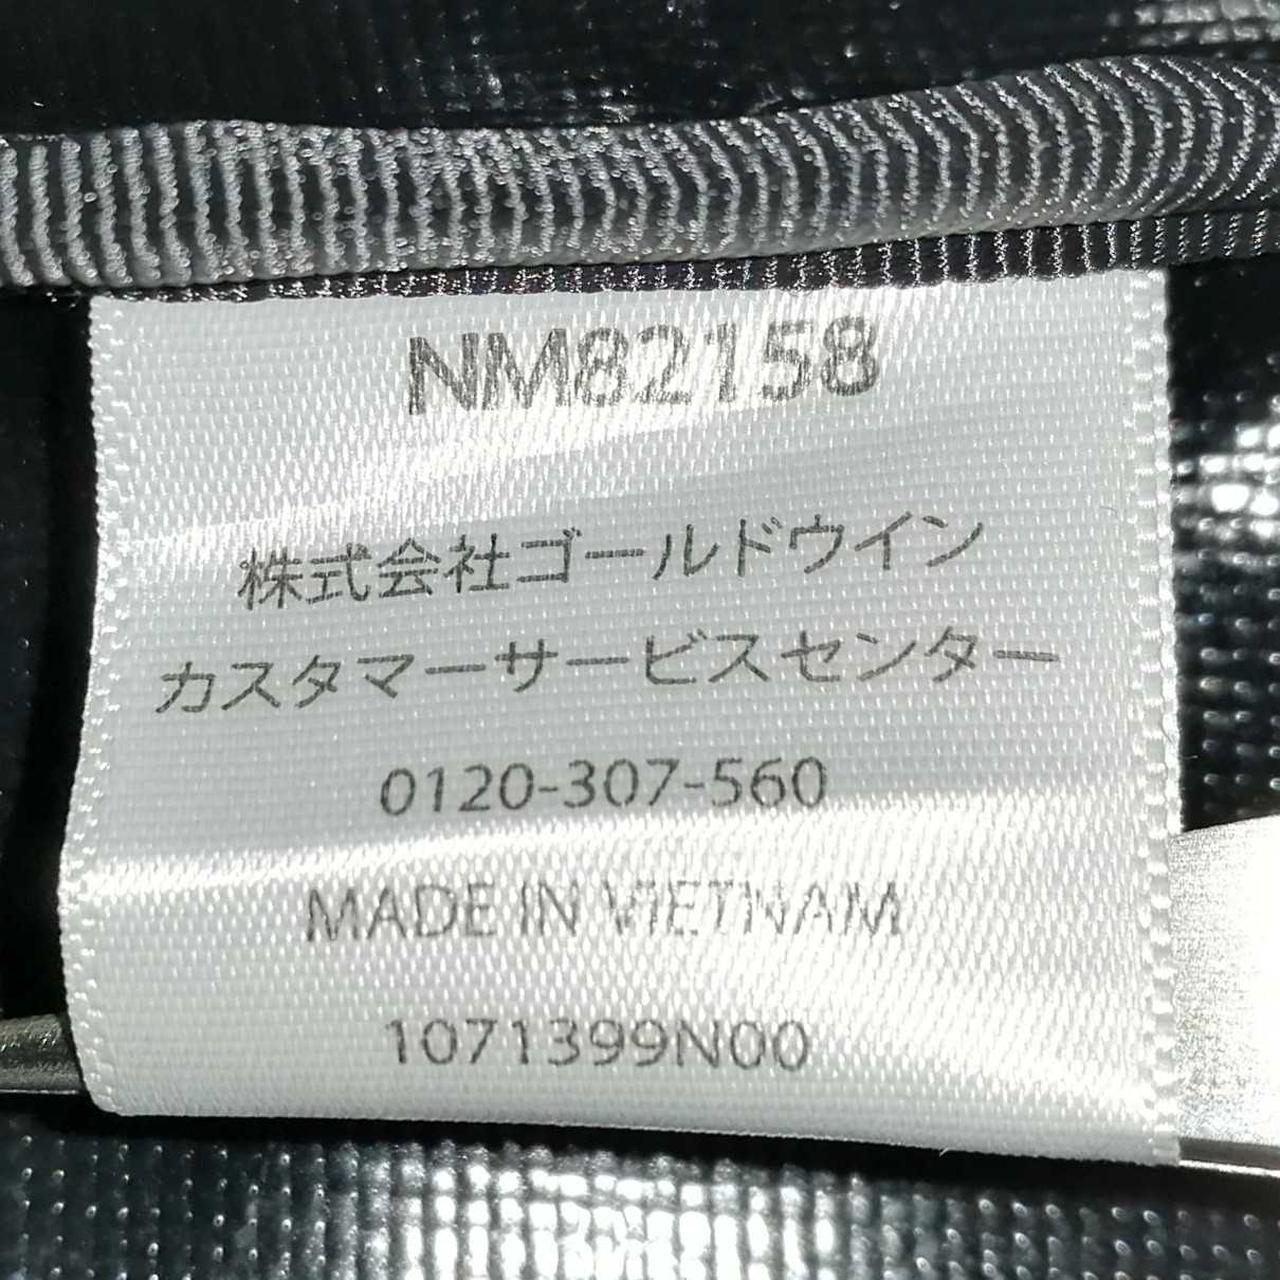 NM82158
株式会社ゴールドウイン
カスタマーサービスセンター
0120-307-560
MADE IN VIETNAM
1071399N00